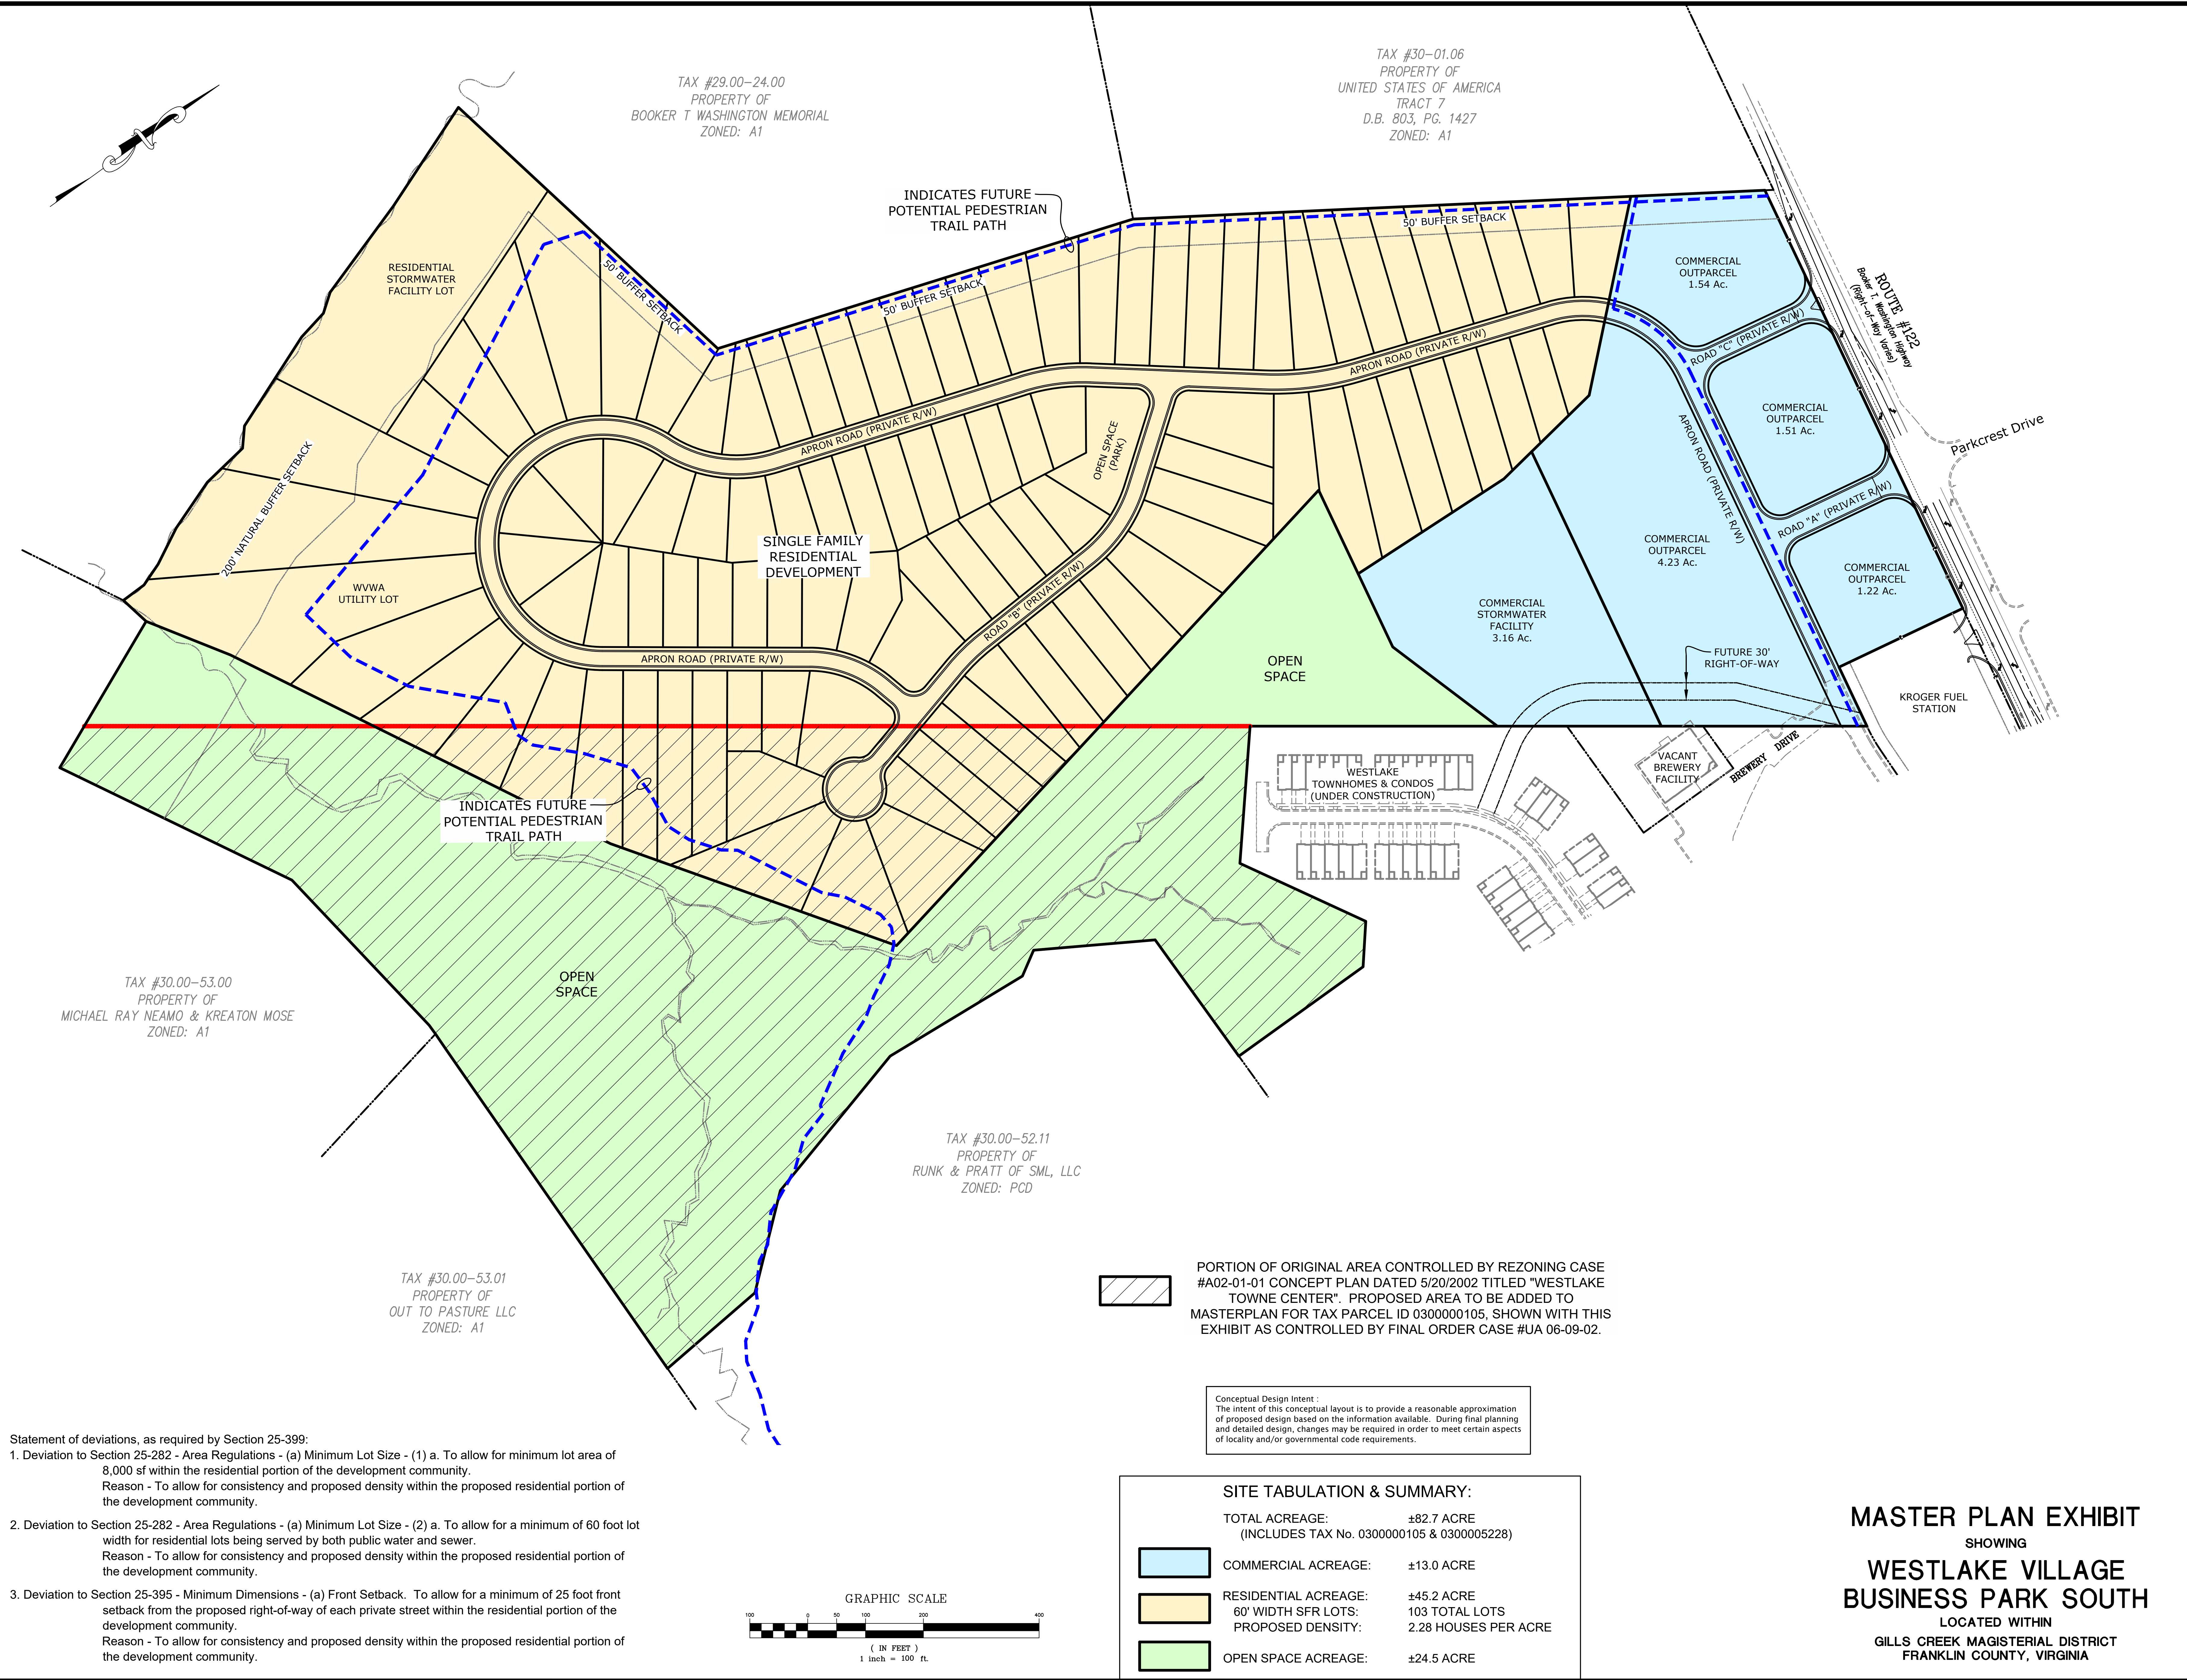 TAX #29.00-24.00
PROPERTY OF
BOOKER T WASHINGTON MEMORIAL
ZONED: A1
TAX #30-01.06
PROPERTY OF
UNITED STATES OF AMERICA
TRACT 7
D.B. 803, PG. 1427
ZONED: A1
INDICATES FUTURE
POTENTIAL PEDESTRIAN
TRAIL PATH
50' BUFFER SETBACK
50' BUFFER SETBACK
50' BUFFER SETBACK
RESIDENTIAL
STORMWATER
FACILITY LOT
COMMERCIAL
OUTPARCEL
1.54 Ac.
ROUTE #122
Booker T. Washington Highway
(Right-of-Way Varies)
ROAD "C" (PRIVATE R/W)
APRON ROAD (PRIVATE R/W)
COMMERCIAL
OUTPARCEL
1.51 Ac.
Parkcrest Drive
APRON ROAD (PRIVATE R/W)
OPEN SPACE
(PARK)
APRON ROAD (PRIVATE R/W)
200' NATURAL BUFFER SETBACK
ROAD "A" (PRIVATE R/W)
SINGLE FAMILY
RESIDENTIAL
DEVELOPMENT
COMMERCIAL
OUTPARCEL
4.23 Ac.
COMMERCIAL
OUTPARCEL
1.22 Ac.
WVWA
UTILITY LOT
ROAD "B" (PRIVATE R/W)
COMMERCIAL
STORMWATER
FACILITY
3.16 Ac.
APRON ROAD (PRIVATE R/W)
OPEN
SPACE
FUTURE 30'
RIGHT-OF-WAY
KROGER FUEL
STATION
WESTLAKE
TOWNHOMES & CONDOS
(UNDER CONSTRUCTION)
VACANT
BREWERY
FACILITY
BREWERY DRIVE
INDICATES FUTURE
POTENTIAL PEDESTRIAN
TRAIL PATH
OPEN
SPACE
TAX #30.00-53.00
PROPERTY OF
MICHAEL RAY NEAMO & KREATON MOSE
ZONED: A1
TAX #30.00-52.11
PROPERTY OF
RUNK & PRATT OF SML, LLC
ZONED: PCD
TAX #30.00-53.01
PROPERTY OF
OUT TO PASTURE LLC
ZONED: A1
PORTION OF ORIGINAL AREA CONTROLLED BY REZONING CASE
#A02-01-01 CONCEPT PLAN DATED 5/20/2002 TITLED "WESTLAKE
TOWNE CENTER". PROPOSED AREA TO BE ADDED TO
MASTERPLAN FOR TAX PARCEL ID 0300000105, SHOWN WITH THIS
EXHIBIT AS CONTROLLED BY FINAL ORDER CASE #UA 06-09-02.
Conceptual Design Intent :
The intent of this conceptual layout is to provide a reasonable approximation
of proposed design based on the information available. During final planning
and detailed design, changes may be required in order to meet certain aspects
of locality and/or governmental code requirements.
Statement of deviations, as required by Section 25-399:
1. Deviation to Section 25-282 - Area Regulations - (a) Minimum Lot Size - (1) a. To allow for minimum lot area of
8,000 sf within the residential portion of the development community.
Reason - To allow for consistency and proposed density within the proposed residential portion of
the development community.
2. Deviation to Section 25-282 - Area Regulations - (a) Minimum Lot Size - (2) a. To allow for a minimum of 60 foot lot
width for residential lots being served by both public water and sewer.
Reason - To allow for consistency and proposed density within the proposed residential portion of
the development community.
3. Deviation to Section 25-395 - Minimum Dimensions - (a) Front Setback. To allow for a minimum of 25 foot front
setback from the proposed right-of-way of each private street within the residential portion of the
development community.
Reason - To allow for consistency and proposed density within the proposed residential portion of
the development community.
GRAPHIC SCALE
100 0 50 100 200 400
( IN FEET )
1 inch = 100 ft.
SITE TABULATION & SUMMARY:
TOTAL ACREAGE: ±82.7 ACRE
(INCLUDES TAX No. 0300000105 & 0300005228)
COMMERCIAL ACREAGE: ±13.0 ACRE
RESIDENTIAL ACREAGE: ±45.2 ACRE
60' WIDTH SFR LOTS: 103 TOTAL LOTS
PROPOSED DENSITY: 2.28 HOUSES PER ACRE
OPEN SPACE ACREAGE: ±24.5 ACRE
MASTER PLAN EXHIBIT
SHOWING
WESTLAKE VILLAGE
BUSINESS PARK SOUTH
LOCATED WITHIN
GILLS CREEK MAGISTERIAL DISTRICT
FRANKLIN COUNTY, VIRGINIA